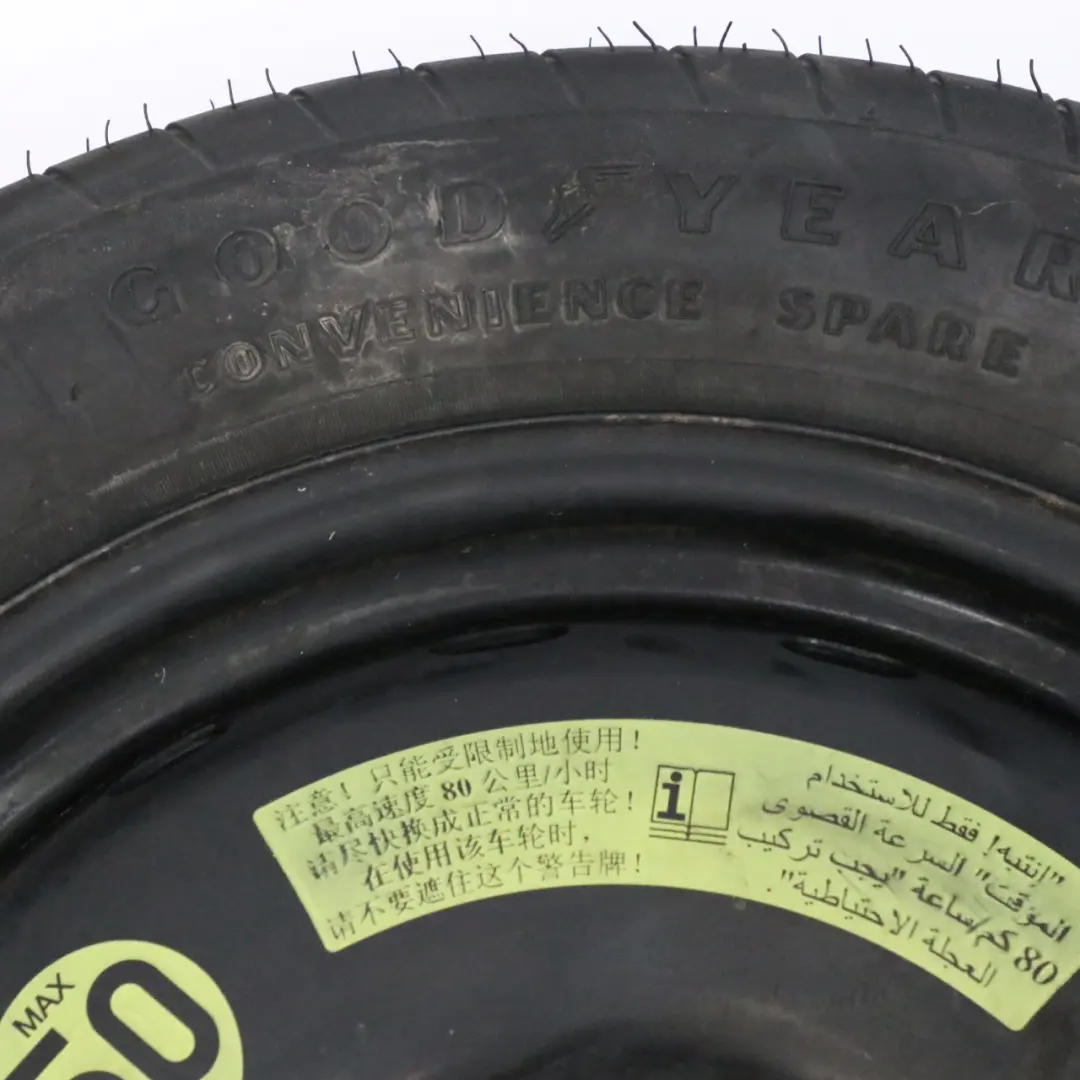 GOODYEAR
CONVENIENCE SPARE
注意！只能受限制地使用！
最高速度 80 公里/小时
请尽快换成正常的车轮！
在使用该车轮时，
请不要遮住这个警告牌！
i
"إنتبه! فقط للاستخدام
المؤقت" السرعة القصوى
80 كم/ساعة "يجب تركيب
العجلة الاحتياطية"
MAX
50